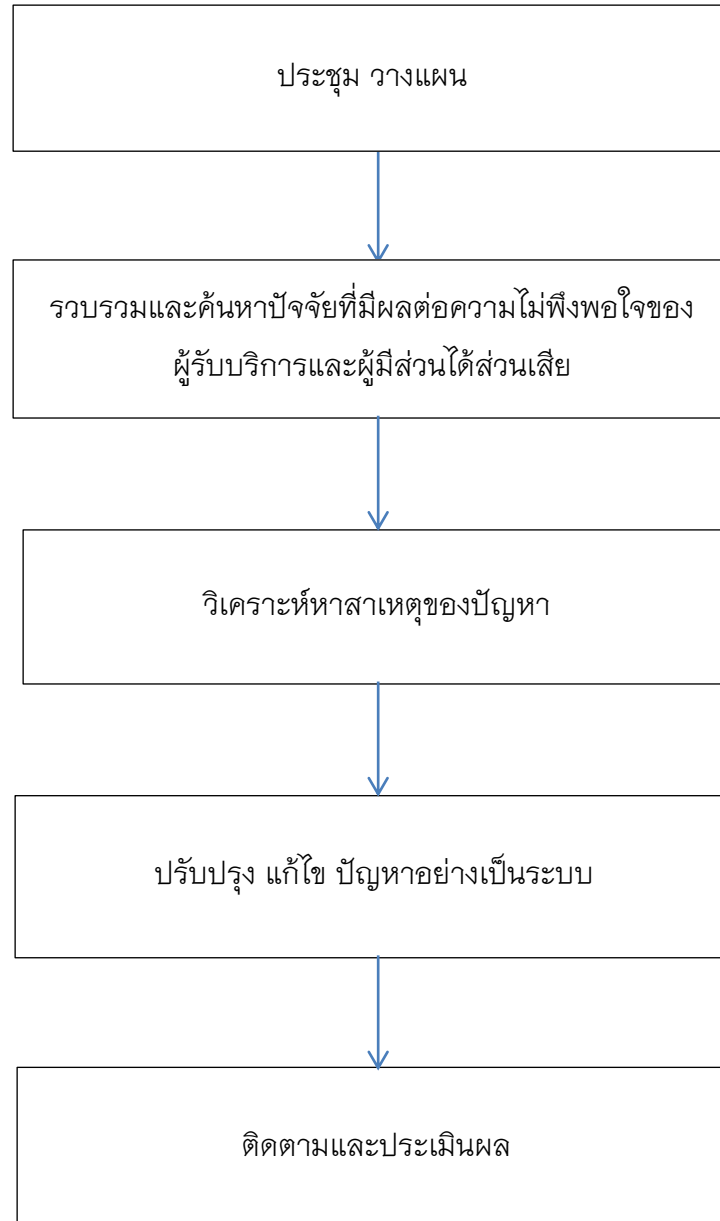 ประชุม วางแผน
รวบรวมและค้นหาปัจจัยที่มีผลต่อความไม่พึงพอใจของ
ผู้รับบริการและผู้มีส่วนได้ส่วนเสีย
วิเคราะห์หาสาเหตุของปัญหา
ปรับปรุง แก้ไข ปัญหาอย่างเป็นระบบ
ติดตามและประเมินผล